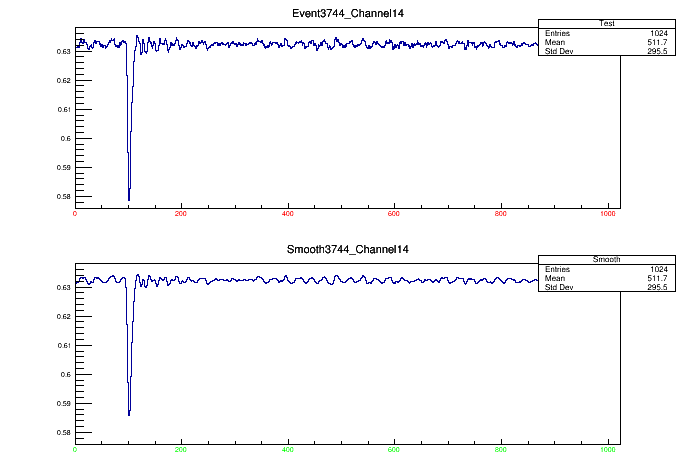 Event3744_Channel14
Test
Entries 1024
Mean 511.7
Std Dev 295.5
0.63
0.62
0.61
0.6
0.59
0.58
0 200 400 600 800 1000
Smooth3744_Channel14
Smooth
Entries 1024
Mean 511.7
Std Dev 295.5
0.63
0.62
0.61
0.6
0.59
0.58
0 200 400 600 800 1000